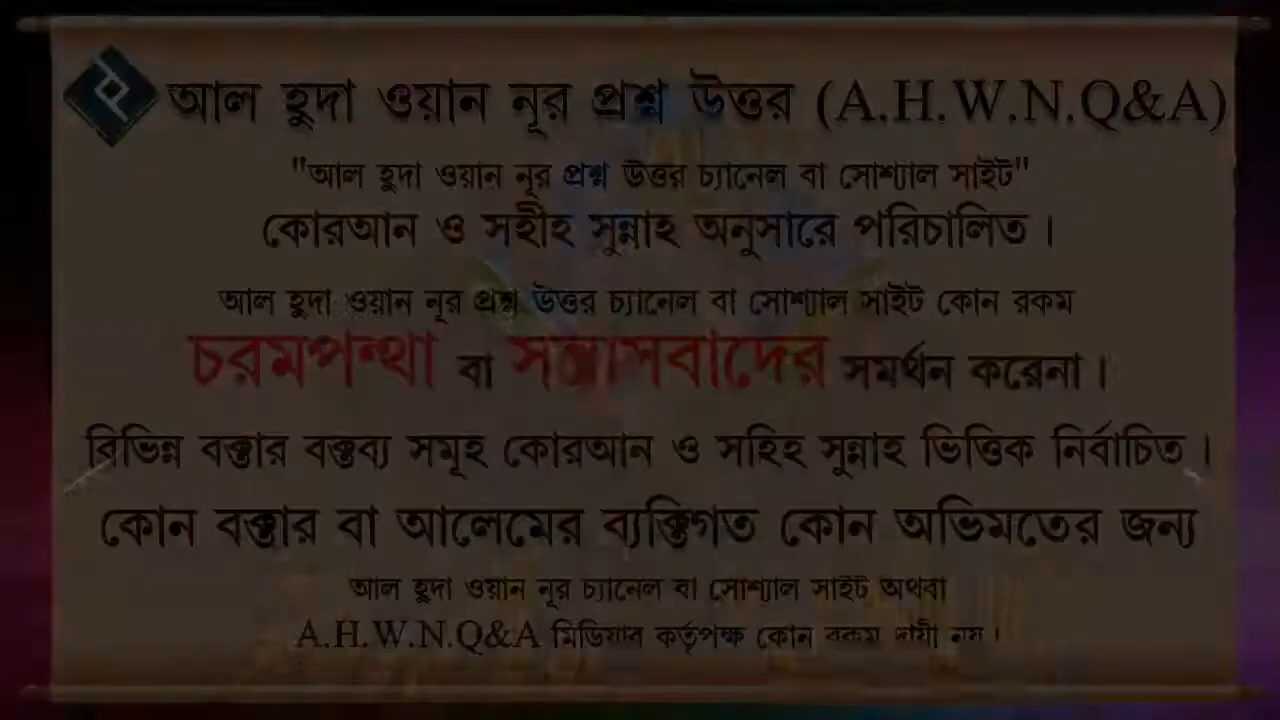 আল হুদা ওয়ান নূর প্রশ্ন উত্তর (A.H.W.N.Q&A)
"আল হুদা ওয়ান নূর প্রশ্ন উত্তর চ্যানেল বা সোশ্যাল সাইট"
কোরআন ও সহীহ সুন্নাহ অনুসারে পরিচালিত ।
আল হুদা ওয়ান নূর প্রশ্ন উত্তর চ্যানেল বা সোশ্যাল সাইট কোন রকম
চরমপন্থা বা সন্ত্রাসবাদের সমর্থন করেনা ।
বিভিন্ন বক্তার বক্তব্য সমূহ কোরআন ও সহিহ সুন্নাহ ভিত্তিক নির্বাচিত ।
কোন বক্তার বা আলেমের ব্যক্তিগত কোন অভিমতের জন্য
আল হুদা ওয়ান নূর চ্যানেল বা সোশ্যাল সাইট অথবা
A.H.W.N.Q&A মিডিয়ার কর্তৃপক্ষ কোন রকম দায়ী নয় ।